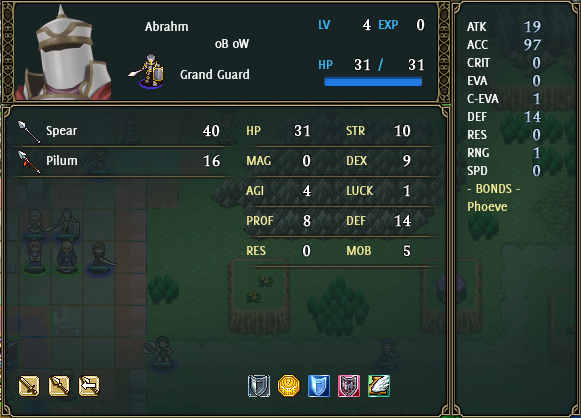 Abrahm
oB oW
Grand Guard
LV 4 EXP 0
HP 31 / 31
Spear 40
Pilum 16
HP 31 STR 10
MAG 0 DEX 9
AGI 4 LUCK 1
PROF 8 DEF 14
RES 0 MOB 5
ATK 19
ACC 97
CRIT 0
EVA 0
C-EVA 1
DEF 14
RES 0
RNG 1
SPD 0
- BONDS -
Phoeve